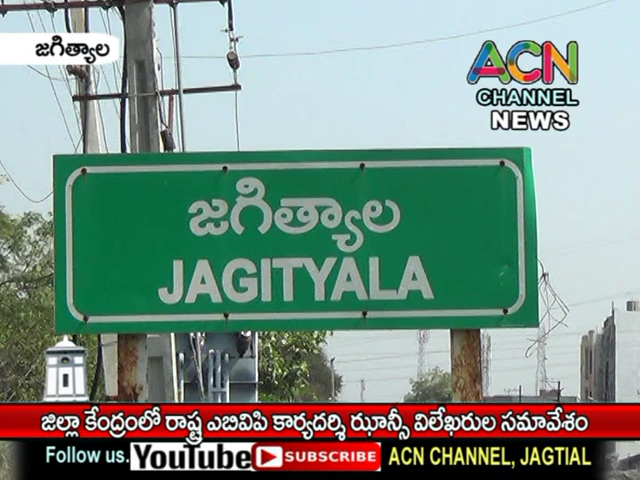 జగిత్యాల
ACN
CHANNEL
NEWS
జగిత్యాల
JAGITYALA
జిల్లా కేంద్రంలో రాష్ట్ర ఎబివిపి కార్యదర్శి ఝాన్సీ విలేఖరుల సమావేశం
Follow us. YouTube SUBSCRIBE ACN CHANNEL, JAGTIAL